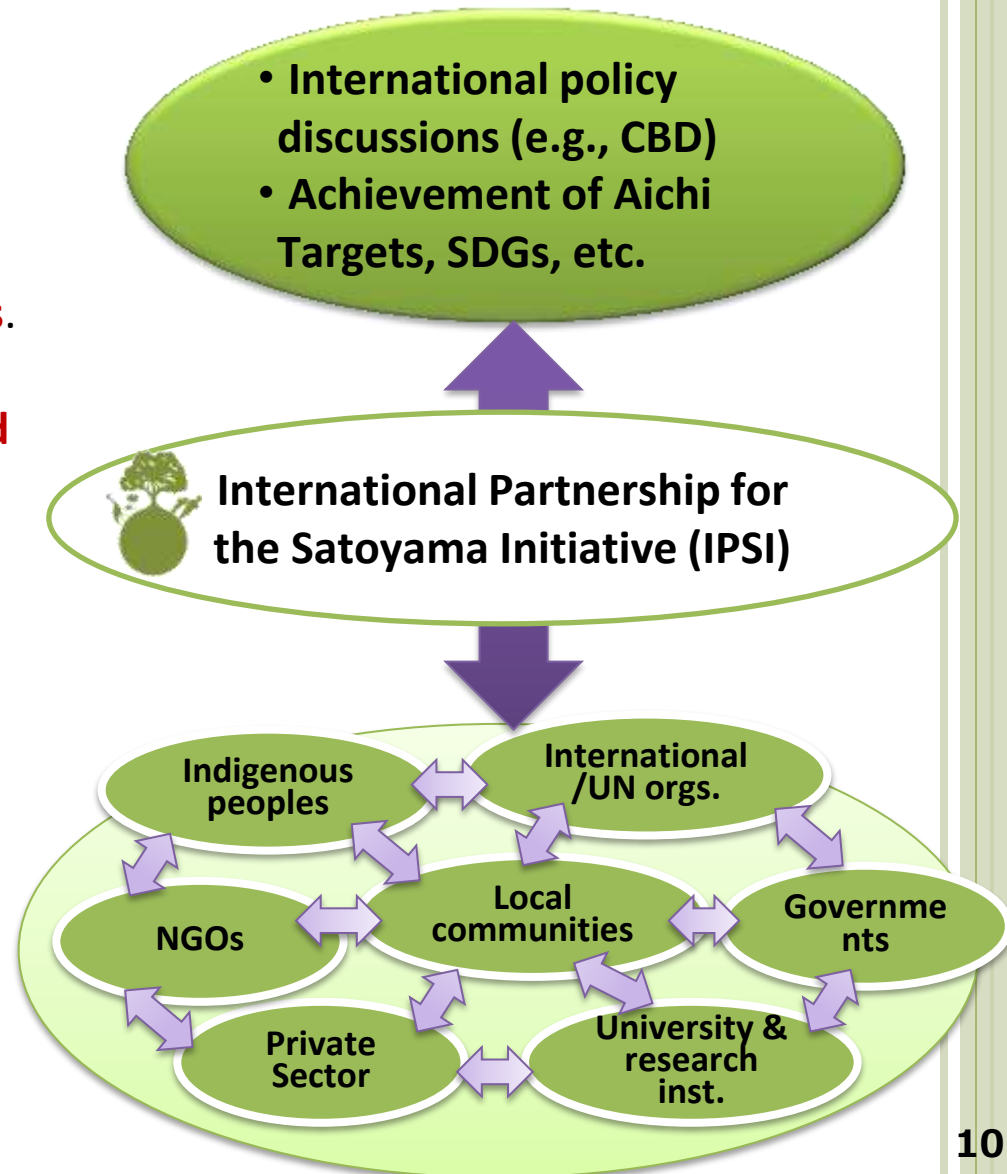 • International policy
discussions (e.g., CBD)
• Achievement of Aichi
Targets, SDGs, etc.
International Partnership for
the Satoyama Initiative (IPSI)
Indigenous
peoples
International
/UN orgs.
NGOs
Local
communities
Governme
nts
Private
Sector
University &
research
inst.
10